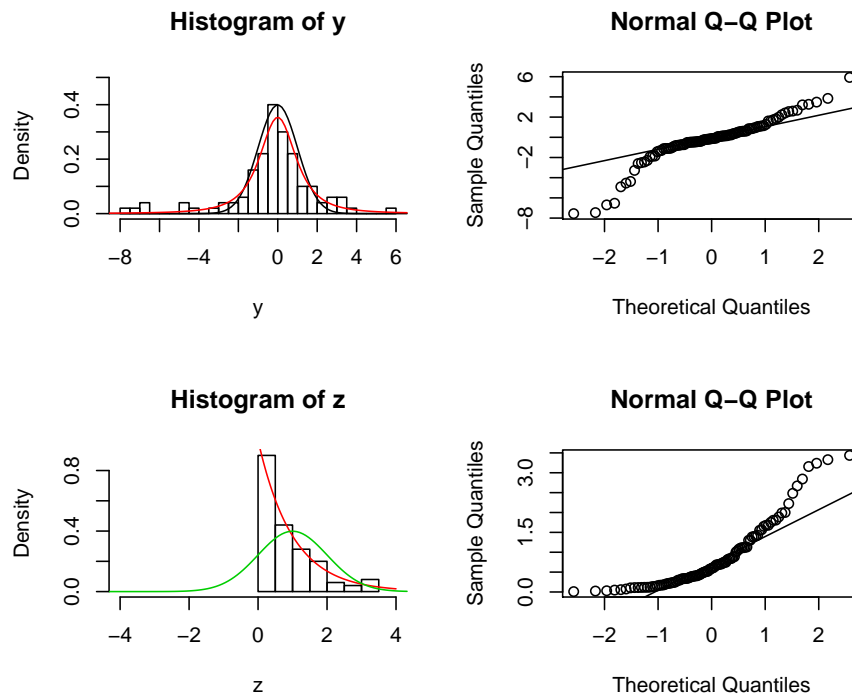 Histogram of y
Density
0.0 0.2 0.4
−8 −4 0 2 4 6
y
Normal Q−Q Plot
Sample Quantiles
−8 −2 2 6
−2 −1 0 1 2
Theoretical Quantiles
Histogram of z
Density
0.0 0.4 0.8
−4 −2 0 2 4
z
Normal Q−Q Plot
Sample Quantiles
0.0 1.5 3.0
−2 −1 0 1 2
Theoretical Quantiles